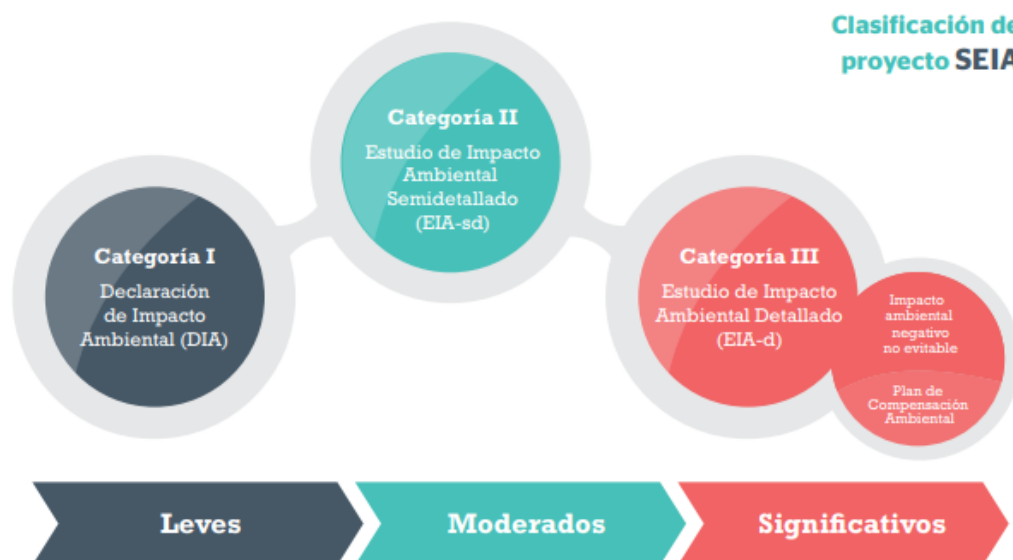 Clasificación de
proyecto SEIA
Categoría I
Declaración
de Impacto
Ambiental (DIA)
Categoría II
Estudio de Impacto
Ambiental
Semidetallado
(EIA-sd)
Categoría III
Estudio de Impacto
Ambiental Detallado
(EIA-d)
Impacto
ambiental
negativo
no evitable
Plan de
Compensación
Ambiental
Leves
Moderados
Significativos